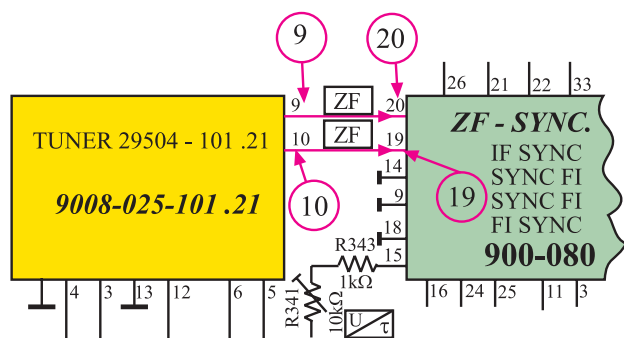 9
20
26
21
22
33
9
ZF
20
ZF - SYNC.
TUNER 29504 - 101 .21
10
ZF
19
IF SYNC
14
SYNC FI
9008-025-101 .21
10
9
19
SYNC FI
18
FI SYNC
R343
15
900-080
1kΩ
4
3
13
12
6
5
R341
10kΩ
U
τ
16
24
25
11
3